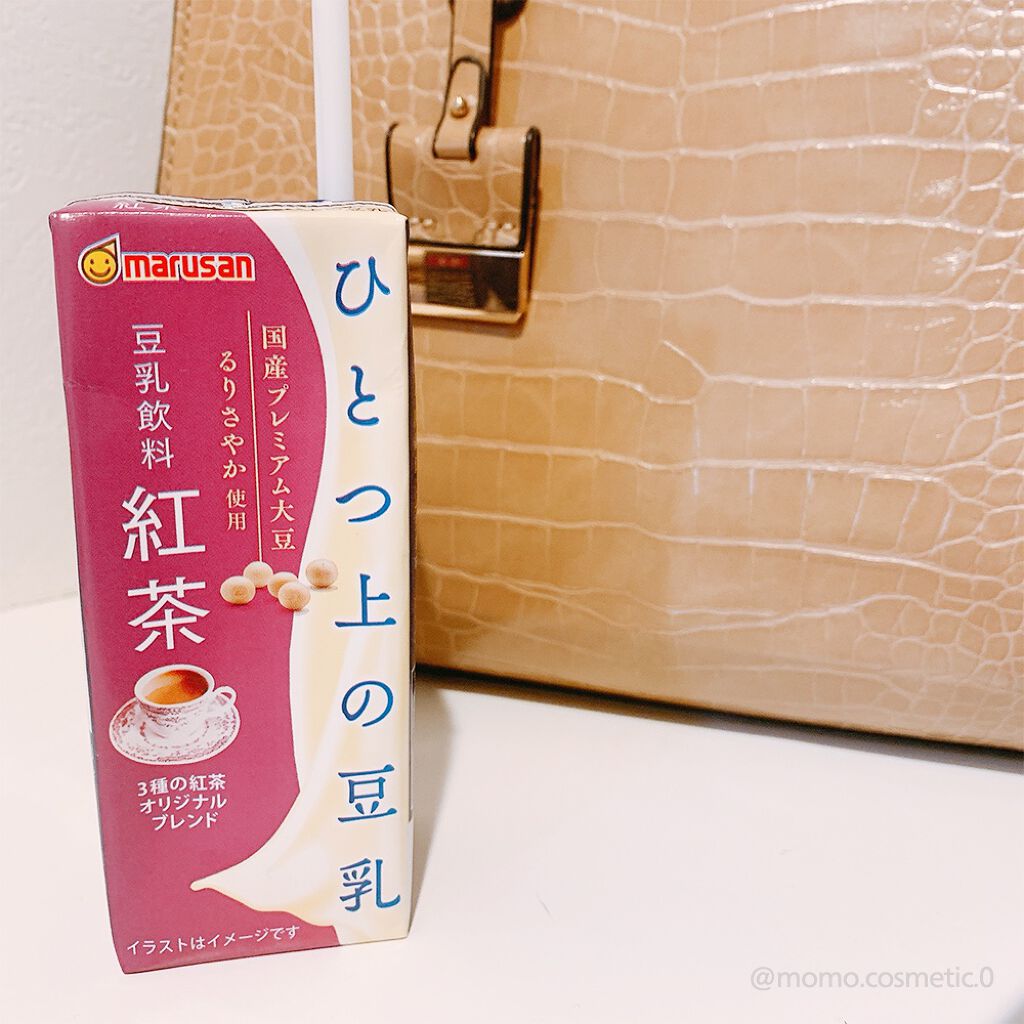 marusan
ひとつ上の豆乳
国産プレミアム大豆
るりさやか使用
豆乳飲料
紅茶
3種の紅茶
オリジナル
ブレンド
イラストはイメージです
@momo.cosmetic.0